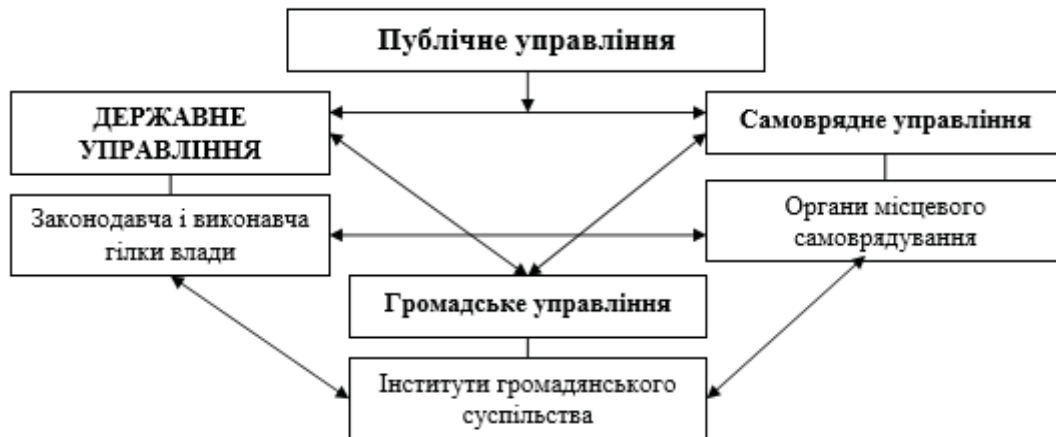 Публічне управління
ДЕРЖАВНЕ
УПРАВЛІННЯ
Самоврядне управління
Законодавча і виконавча
гілки влади
Органи місцевого
самоврядування
Громадське управління
Інститути громадянського
суспільства